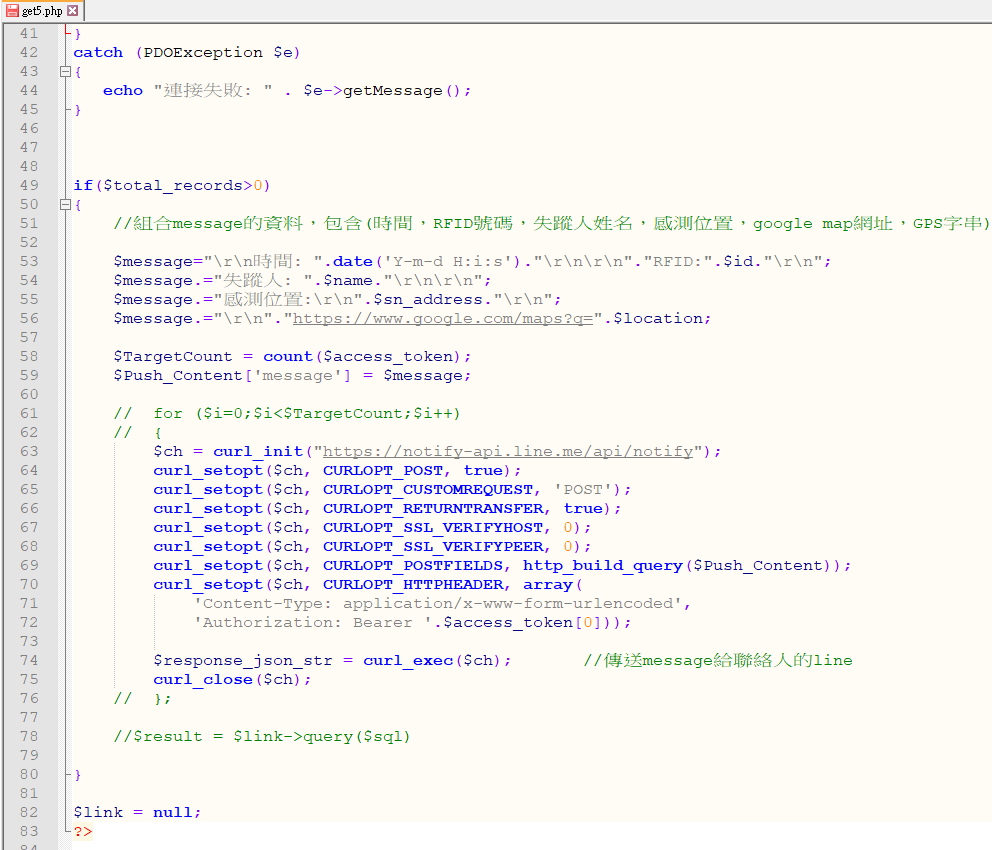 get5.php
41 }
42 catch (PDOException $e)
43 {
44 echo "連接失敗: " . $e->getMessage();
45 }
46
47
48
49 if($total_records>0)
50 {
51 //組合message的資料，包含(時間，RFID號碼，失蹤人姓名，感測位置，google map網址，GPS字串)
52
53 $message="\r\n時間: ".date('Y-m-d H:i:s')."\r\n\r\n"."RFID:".$id."\r\n";
54 $message.="失蹤人: ".$name."\r\n\r\n";
55 $message.="感測位置:\r\n".$sn_address."\r\n";
56 $message.="\r\n"."https://www.google.com/maps?q=".$location;
57
58 $TargetCount = count($access_token);
59 $Push_Content['message'] = $message;
60
61 // for ($i=0;$i<$TargetCount;$i++)
62 // {
63 $ch = curl_init("https://notify-api.line.me/api/notify");
64 curl_setopt($ch, CURLOPT_POST, true);
65 curl_setopt($ch, CURLOPT_CUSTOMREQUEST, 'POST');
66 curl_setopt($ch, CURLOPT_RETURNTRANSFER, true);
67 curl_setopt($ch, CURLOPT_SSL_VERIFYHOST, 0);
68 curl_setopt($ch, CURLOPT_SSL_VERIFYPEER, 0);
69 curl_setopt($ch, CURLOPT_POSTFIELDS, http_build_query($Push_Content));
70 curl_setopt($ch, CURLOPT_HTTPHEADER, array(
71 'Content-Type: application/x-www-form-urlencoded',
72 'Authorization: Bearer '.$access_token[0]));
73
74 $response_json_str = curl_exec($ch); //傳送message給聯絡人的line
75 curl_close($ch);
76 // };
77
78 //$result = $link->query($sql)
79
80 }
81
82 $link = null;
83 ?>
84